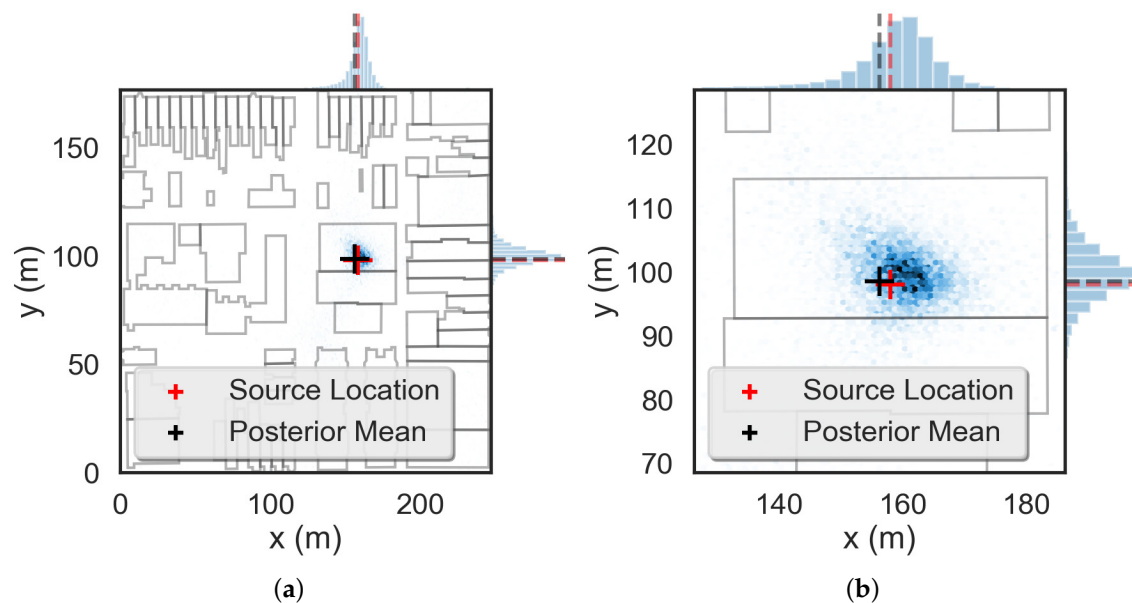 150
100
50
0
y (m)
0
100
200
x (m)
Source Location
Posterior Mean
(a)
120
110
100
90
80
70
y (m)
140
160
180
x (m)
Source Location
Posterior Mean
(b)